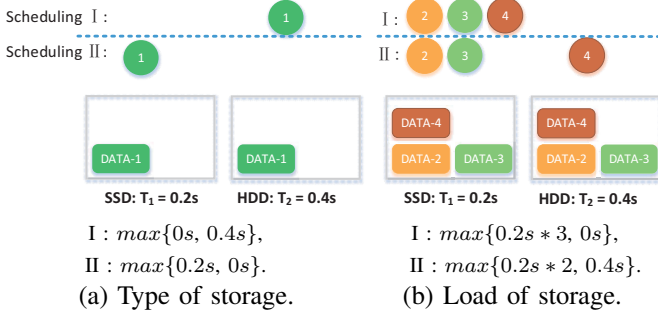 Scheduling I : 1 I : 2 3 4
Scheduling II : 1 II : 2 3 4
DATA-4 DATA-4
DATA-1 DATA-1 DATA-2 DATA-3 DATA-2 DATA-3
SSD: T₁ = 0.2s HDD: T₂ = 0.4s SSD: T₁ = 0.2s HDD: T₂ = 0.4s
I : max{0s, 0.4s}, I : max{0.2s ∗ 3, 0s},
II : max{0.2s, 0s}. II : max{0.2s ∗ 2, 0.4s}.
(a) Type of storage. (b) Load of storage.